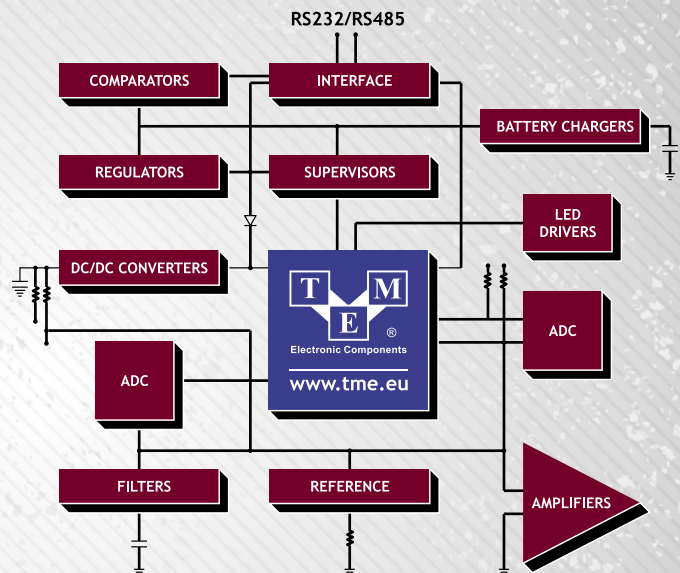 RS232/RS485
COMPARATORS
INTERFACE
BATTERY CHARGERS
REGULATORS
SUPERVISORS
LED
DRIVERS
DC/DC CONVERTERS
T M
E ®
Electronic Components
www.tme.eu
ADC
ADC
FILTERS
REFERENCE
AMPLIFIERS